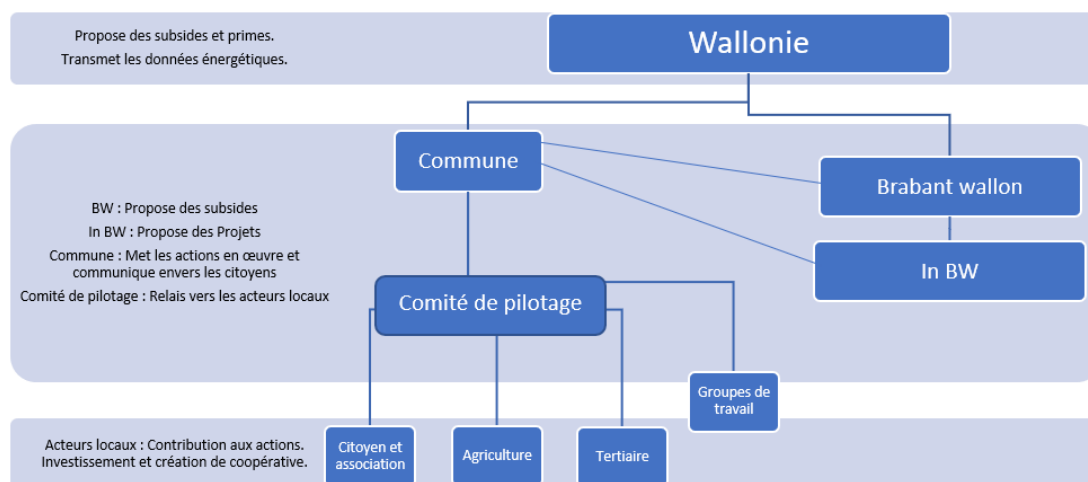 Propose des subsides et primes.
Transmet les données énergétiques.
Wallonie
Commune
Brabant wallon
In BW
BW : Propose des subsides
In BW : Propose des Projets
Commune : Met les actions en œuvre et
communique envers les citoyens
Comité de pilotage : Relais vers les acteurs locaux
Comité de pilotage
Groupes de
travail
Acteurs locaux : Contribution aux actions.
Investissement et création de coopérative.
Citoyen et
association
Agriculture
Tertiaire